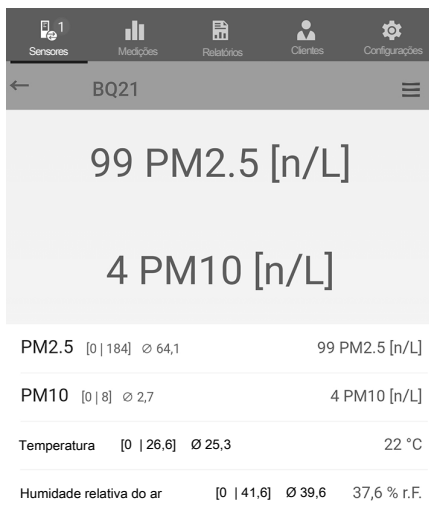 1
Sensores Medições Relatórios Clientes Configurações
← BQ21
99 PM2.5 [n/L]
4 PM10 [n/L]
PM2.5 [0 | 184] ∅ 64,1 99 PM2.5 [n/L]
PM10 [0 | 8] ∅ 2,7 4 PM10 [n/L]
Temperatura [0 | 26,6] Ø 25,3 22 °C
Humidade relativa do ar [0 | 41,6] Ø 39,6 37,6 % r.F.